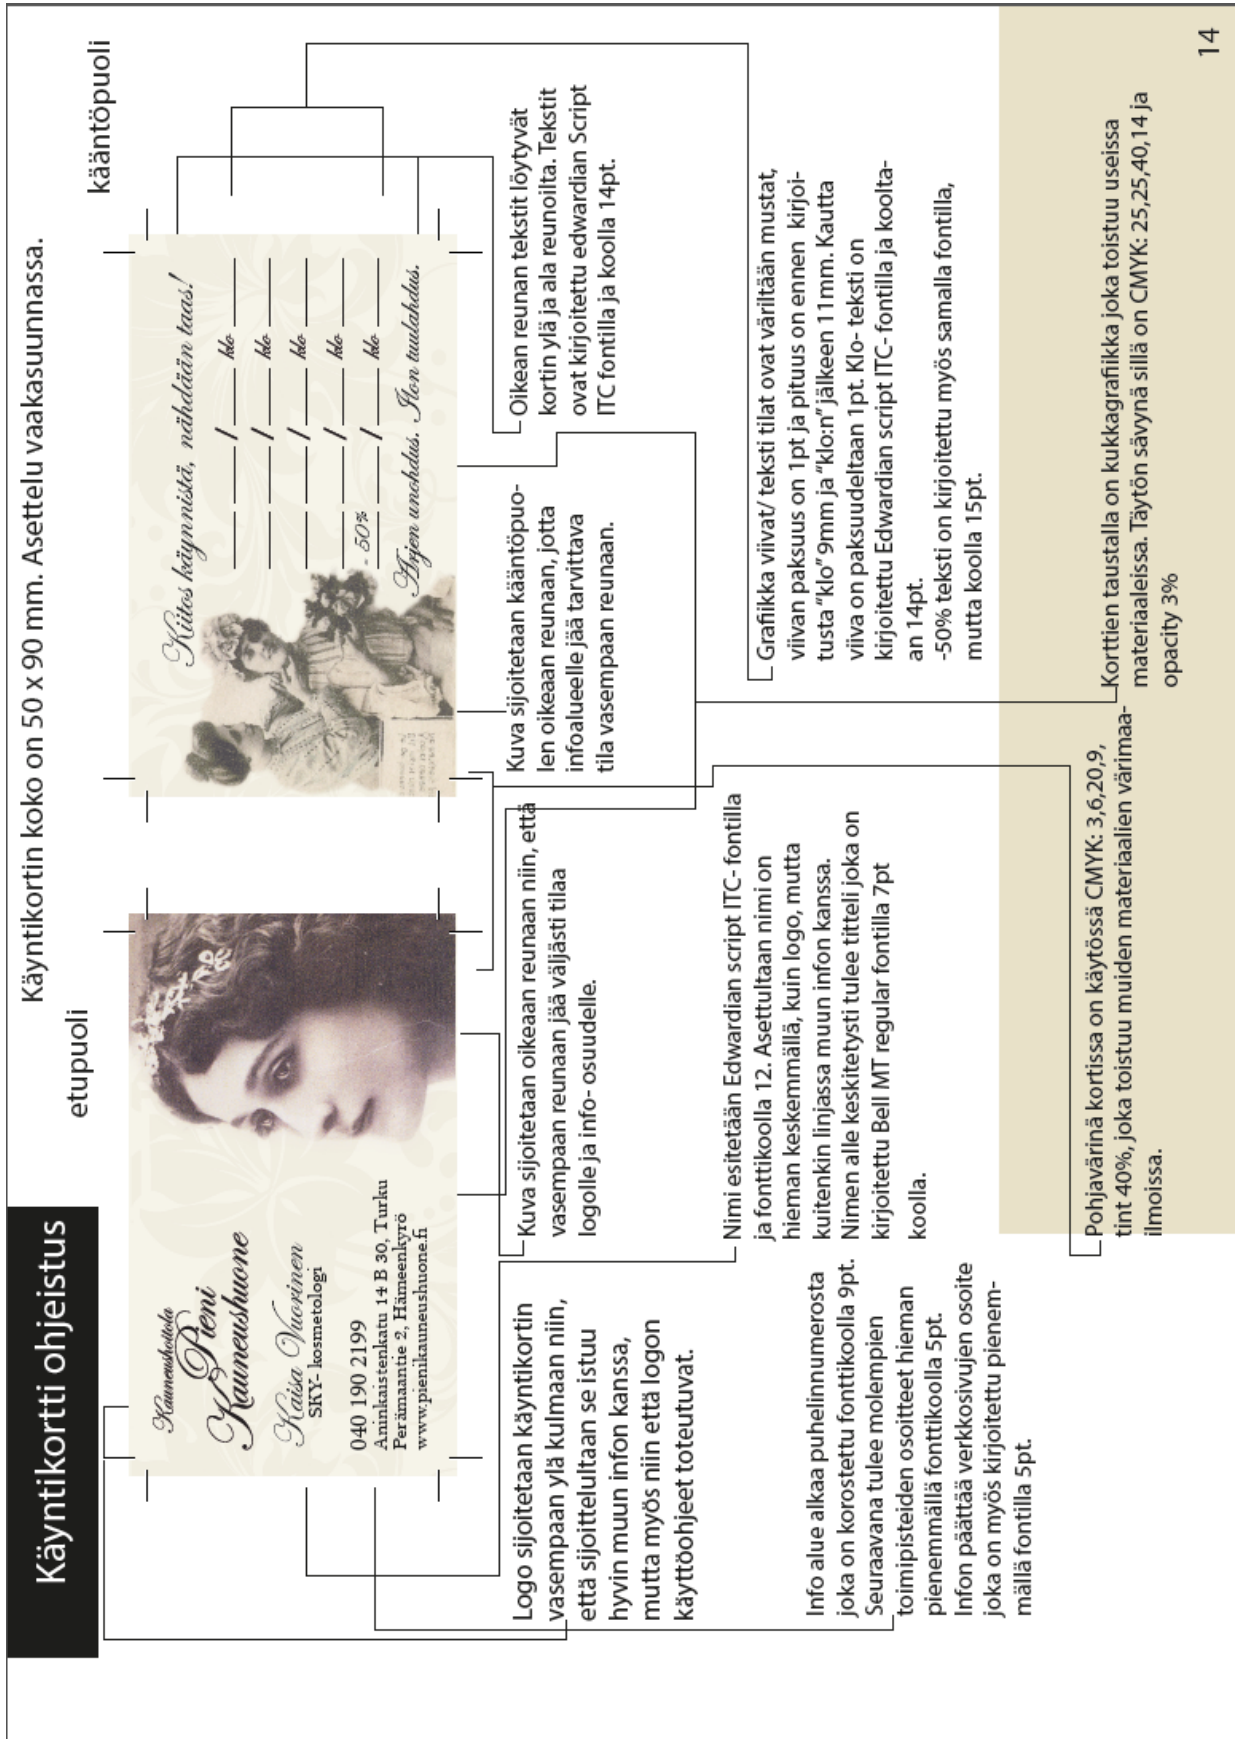 Käyntikortti ohjeistus
Käyntikortin koko on 50 x 90 mm. Asettelu vaakasuunnassa.
etupuoli
kääntöpuoli
Kauneushoitola
Pieni
Kauneushuone
Kaisa Vuorinen
SKY- kosmetologi
040 190 2199
Aninkaistenkatu 14 B 30, Turku
Perämaantie 2, Hämeenkyrö
www.pienikauneushuone.fi
Kiitos käynnistä, nähdään taas!
/ klo
/ klo
/ klo
/ klo
- 50% / klo
Arjen unohdus. Ilon tuulahdus.
Logo sijoitetaan käyntikortin
vasempaan ylä kulmaan niin,
että sijoittelultaan se istuu
hyvin muun infon kanssa,
mutta myös niin että logon
käyttöohjeet toteutuvat.
Kuva sijoitetaan oikeaan reunaan niin, että
vasempaan reunaan jää väljästi tilaa
logolle ja info- osuudelle.
Kuva sijoitetaan kääntöpuo-
len oikeaan reunaan, jotta
infoalueelle jää tarvittava
tila vasempaan reunaan.
Oikean reunan tekstit löytyvät
kortin ylä ja ala reunoilta. Tekstit
ovat kirjoitettu edwardian Script
ITC fontilla ja koolla 14pt.
Info alue alkaa puhelinnumerosta
joka on korostettu fonttikoolla 9pt.
Seuraavana tulee molempien
toimipisteiden osoitteet hieman
pienemmällä fonttikoolla 5pt.
Infon päättää verkkosivujen osoite
joka on myös kirjoitettu pienem-
mällä fontilla 5pt.
Nimi esitetään Edwardian script ITC- fontilla
ja fonttikoolla 12. Asettultaan nimi on
hieman keskemmällä, kuin logo, mutta
kuitenkin linjassa muun infon kanssa.
Nimen alle keskitetysti tulee titteli joka on
kirjoitettu Bell MT regular fontilla 7pt
koolla.
Grafiikka viivat/ teksti tilat ovat väriltään mustat,
viivan paksuus on 1pt ja pituus on ennen kirjoi-
tusta "klo" 9mm ja "klo:n" jälkeen 11mm. Kautta
viiva on paksuudeltaan 1pt. Klo- teksti on
kirjoitettu Edwardian script ITC- fontilla ja koolta-
an 14pt.
-50% teksti on kirjoitettu myös samalla fontilla,
mutta koolla 15pt.
Pohjavärinä kortissa on käytössä CMYK: 3,6,20,9,
tint 40%, joka toistuu muiden materiaalien värimaa-
ilmoissa.
Korttien taustalla on kukkagrafiikka joka toistuu useissa
materiaaleissa. Täytön sävynä sillä on CMYK: 25,25,40,14 ja
opacity 3%
14